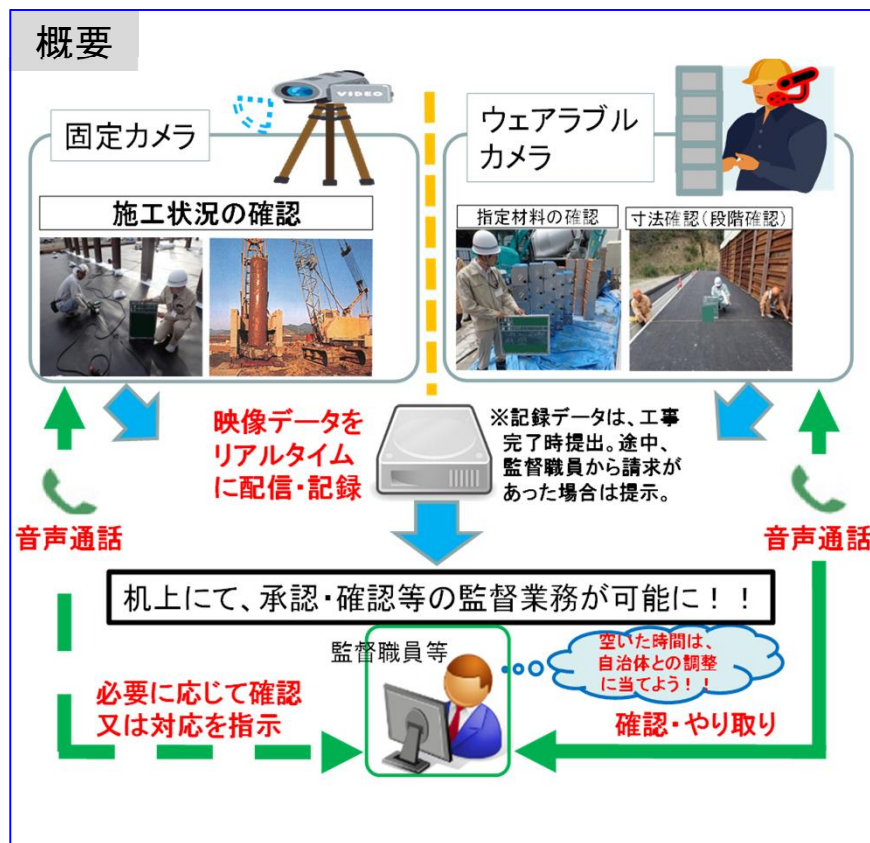 概要
VIDEO
固定カメラ
施工状況の確認
ウェアラブル
カメラ
指定材料の確認
寸法確認(段階確認)
映像データを
リアルタイム
に配信・記録
※記録データは、工事
完了時提出。途中、
監督職員から請求が
あった場合は提示。
音声通話
音声通話
机上にて、承認・確認等の監督業務が可能に!!
監督職員等
空いた時間は、
自治体との調整
に当てよう!!
必要に応じて確認
又は対応を指示
確認・やり取り